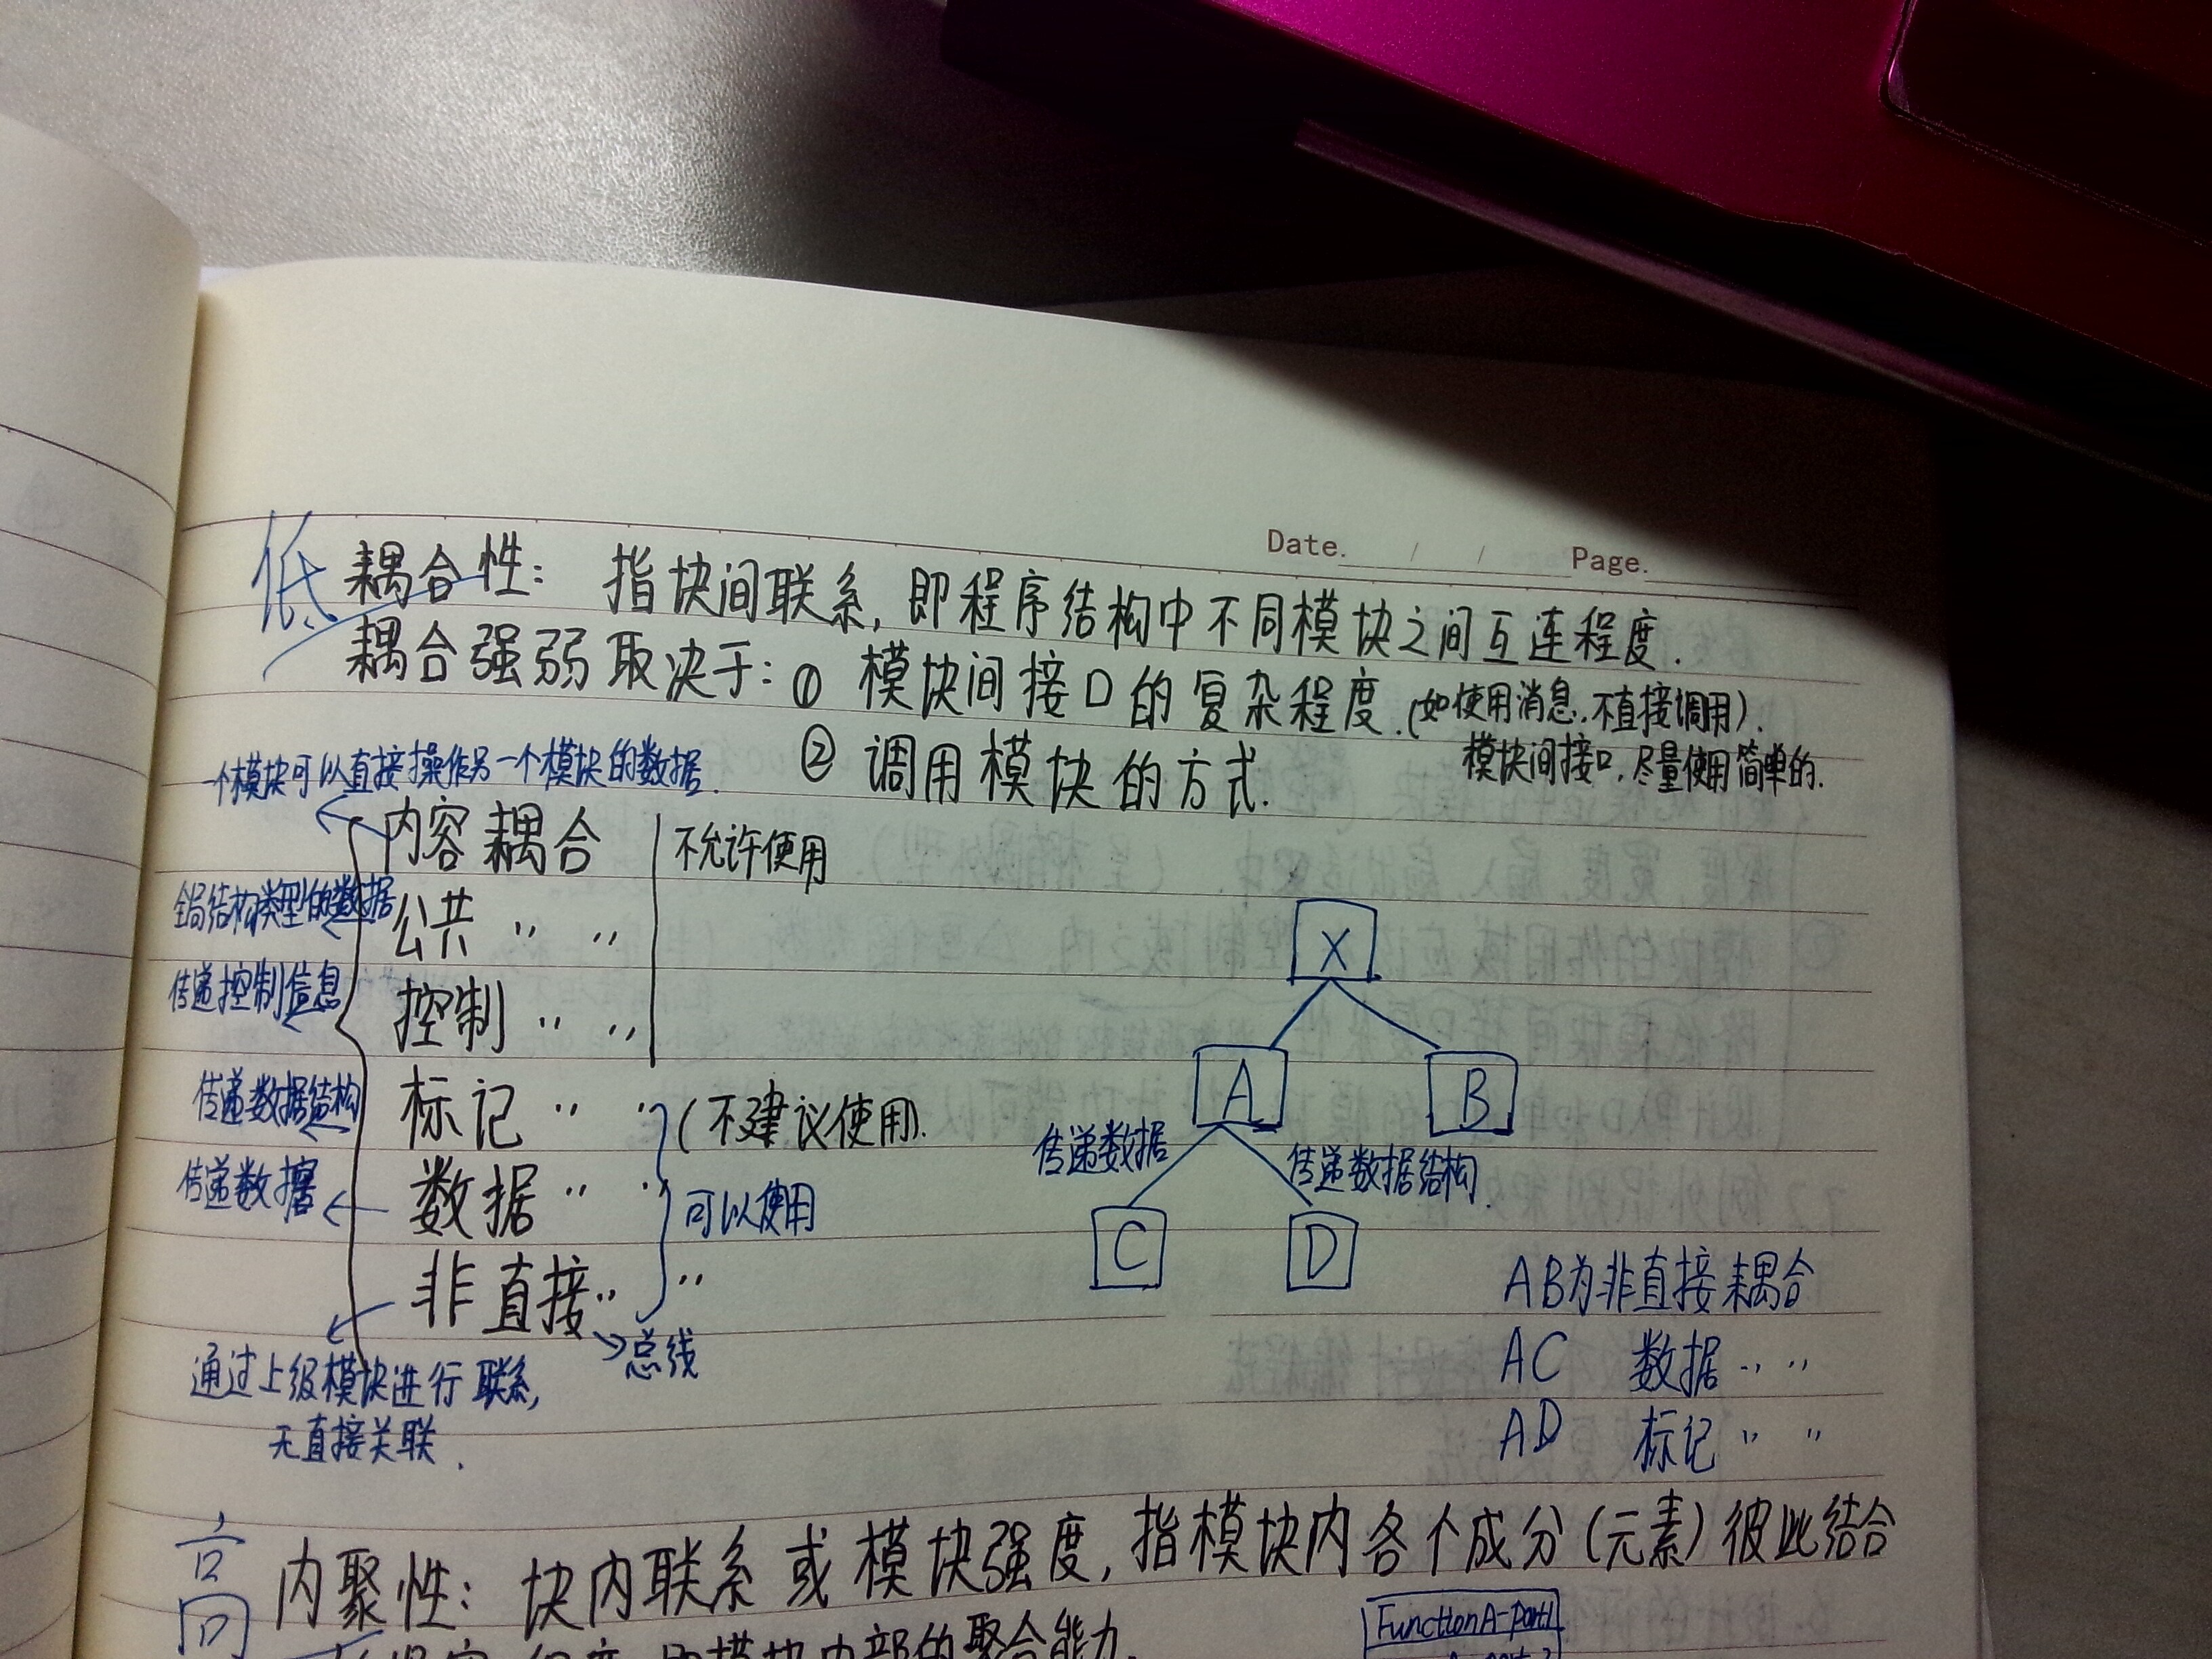 Date. / / Page.
低 耦合性: 指块间联系, 即程序结构中不同模块之间互连程度.
耦合强弱取决于: ① 模块间接口的复杂程度. (如使用消息, 不直接调用).
② 调用模块的方式.
模块间接口, 尽量使用简单的.
一个模块可以直接操作另一个模块的数据.
内容耦合 不允许使用
全局结构类型的数据 公共 〃 〃
传递控制信息 控制 〃 〃
传递数据结构 标记 〃 〃 (不建议使用).
传递数据 数据 〃 〃 可以使用
非直接 〃 〃
总线
通过上级模块进行联系,
无直接关联.
X
A B
传递数据 传递数据结构.
C D
AB为非直接耦合
AC 数据 〃 〃
AD 标记 〃 〃
高 内聚性: 块内联系或模块强度, 指模块内各个成分(元素)彼此结合
程度, 即模块内部的聚合能力.
FunctionA-part1